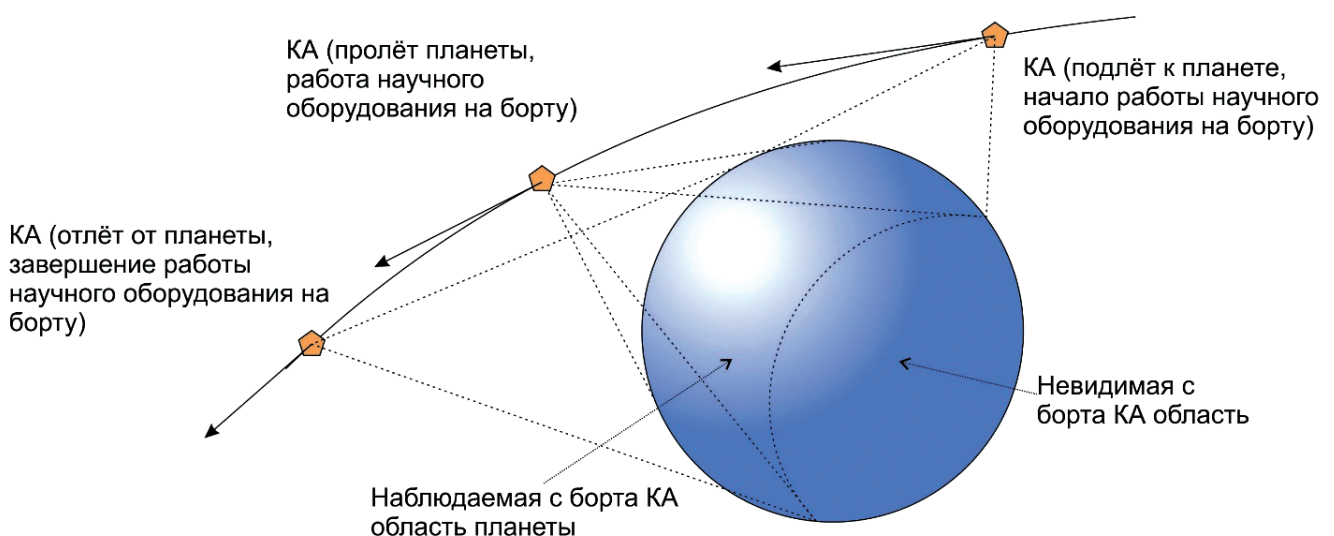 КА (пролёт планеты,
работа научного
оборудования на борту)
КА (подлёт к планете,
начало работы научного
оборудования на борту)
КА (отлёт от планеты,
завершение работы
научного оборудования на
борту)
Невидимая с
борта КА область
Наблюдаемая с борта КА
область планеты